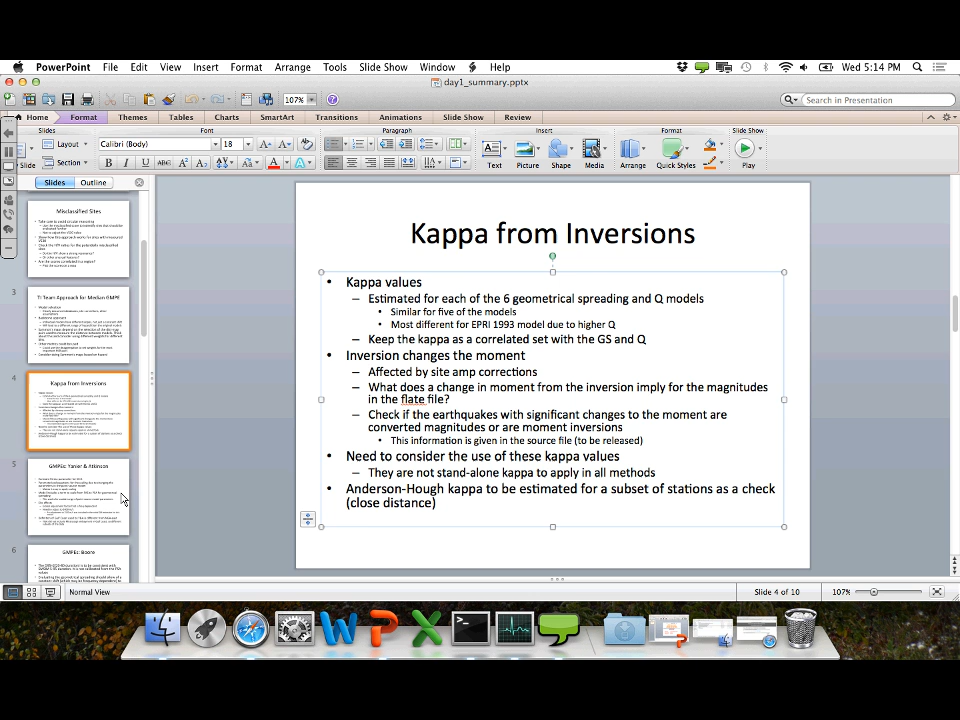 PowerPoint File Edit View Insert Format Arrange Tools Slide Show Window Help Wed 5:14 PM
day1_summary.pptx
107% Search in Presentation
Home Format Themes Tables Charts SmartArt Transitions Animations Slide Show Review
Slides Font Paragraph Insert Format Slide Show
Layout Calibri (Body) 18
Slide Section B I U ABC A2 A2 Text Picture Shape Media Arrange Quick Styles Play
Slides Outline
Misclassified Sites
3
TI Team Approach for Median GMPE
4
Kappa from Inversions
5
GMPEs: Yenier & Atkinson
6
GMPEs: Boore
Kappa from Inversions
• Kappa values
– Estimated for each of the 6 geometrical spreading and Q models
• Similar for five of the models
• Most different for EPRI 1993 model due to higher Q
– Keep the kappa as a correlated set with the GS and Q
• Inversion changes the moment
– Affected by site amp corrections
– What does a change in moment from the inversion imply for the magnitudes
in the flate file?
– Check if the earthquakes with significant changes to the moment are
converted magnitudes or are moment inversions
• This information is given in the source file (to be released)
• Need to consider the use of these kappa values
– They are not stand-alone kappa to apply in all methods
• Anderson-Hough kappa to be estimated for a subset of stations as a check
(close distance)
Normal View Slide 4 of 10 107%